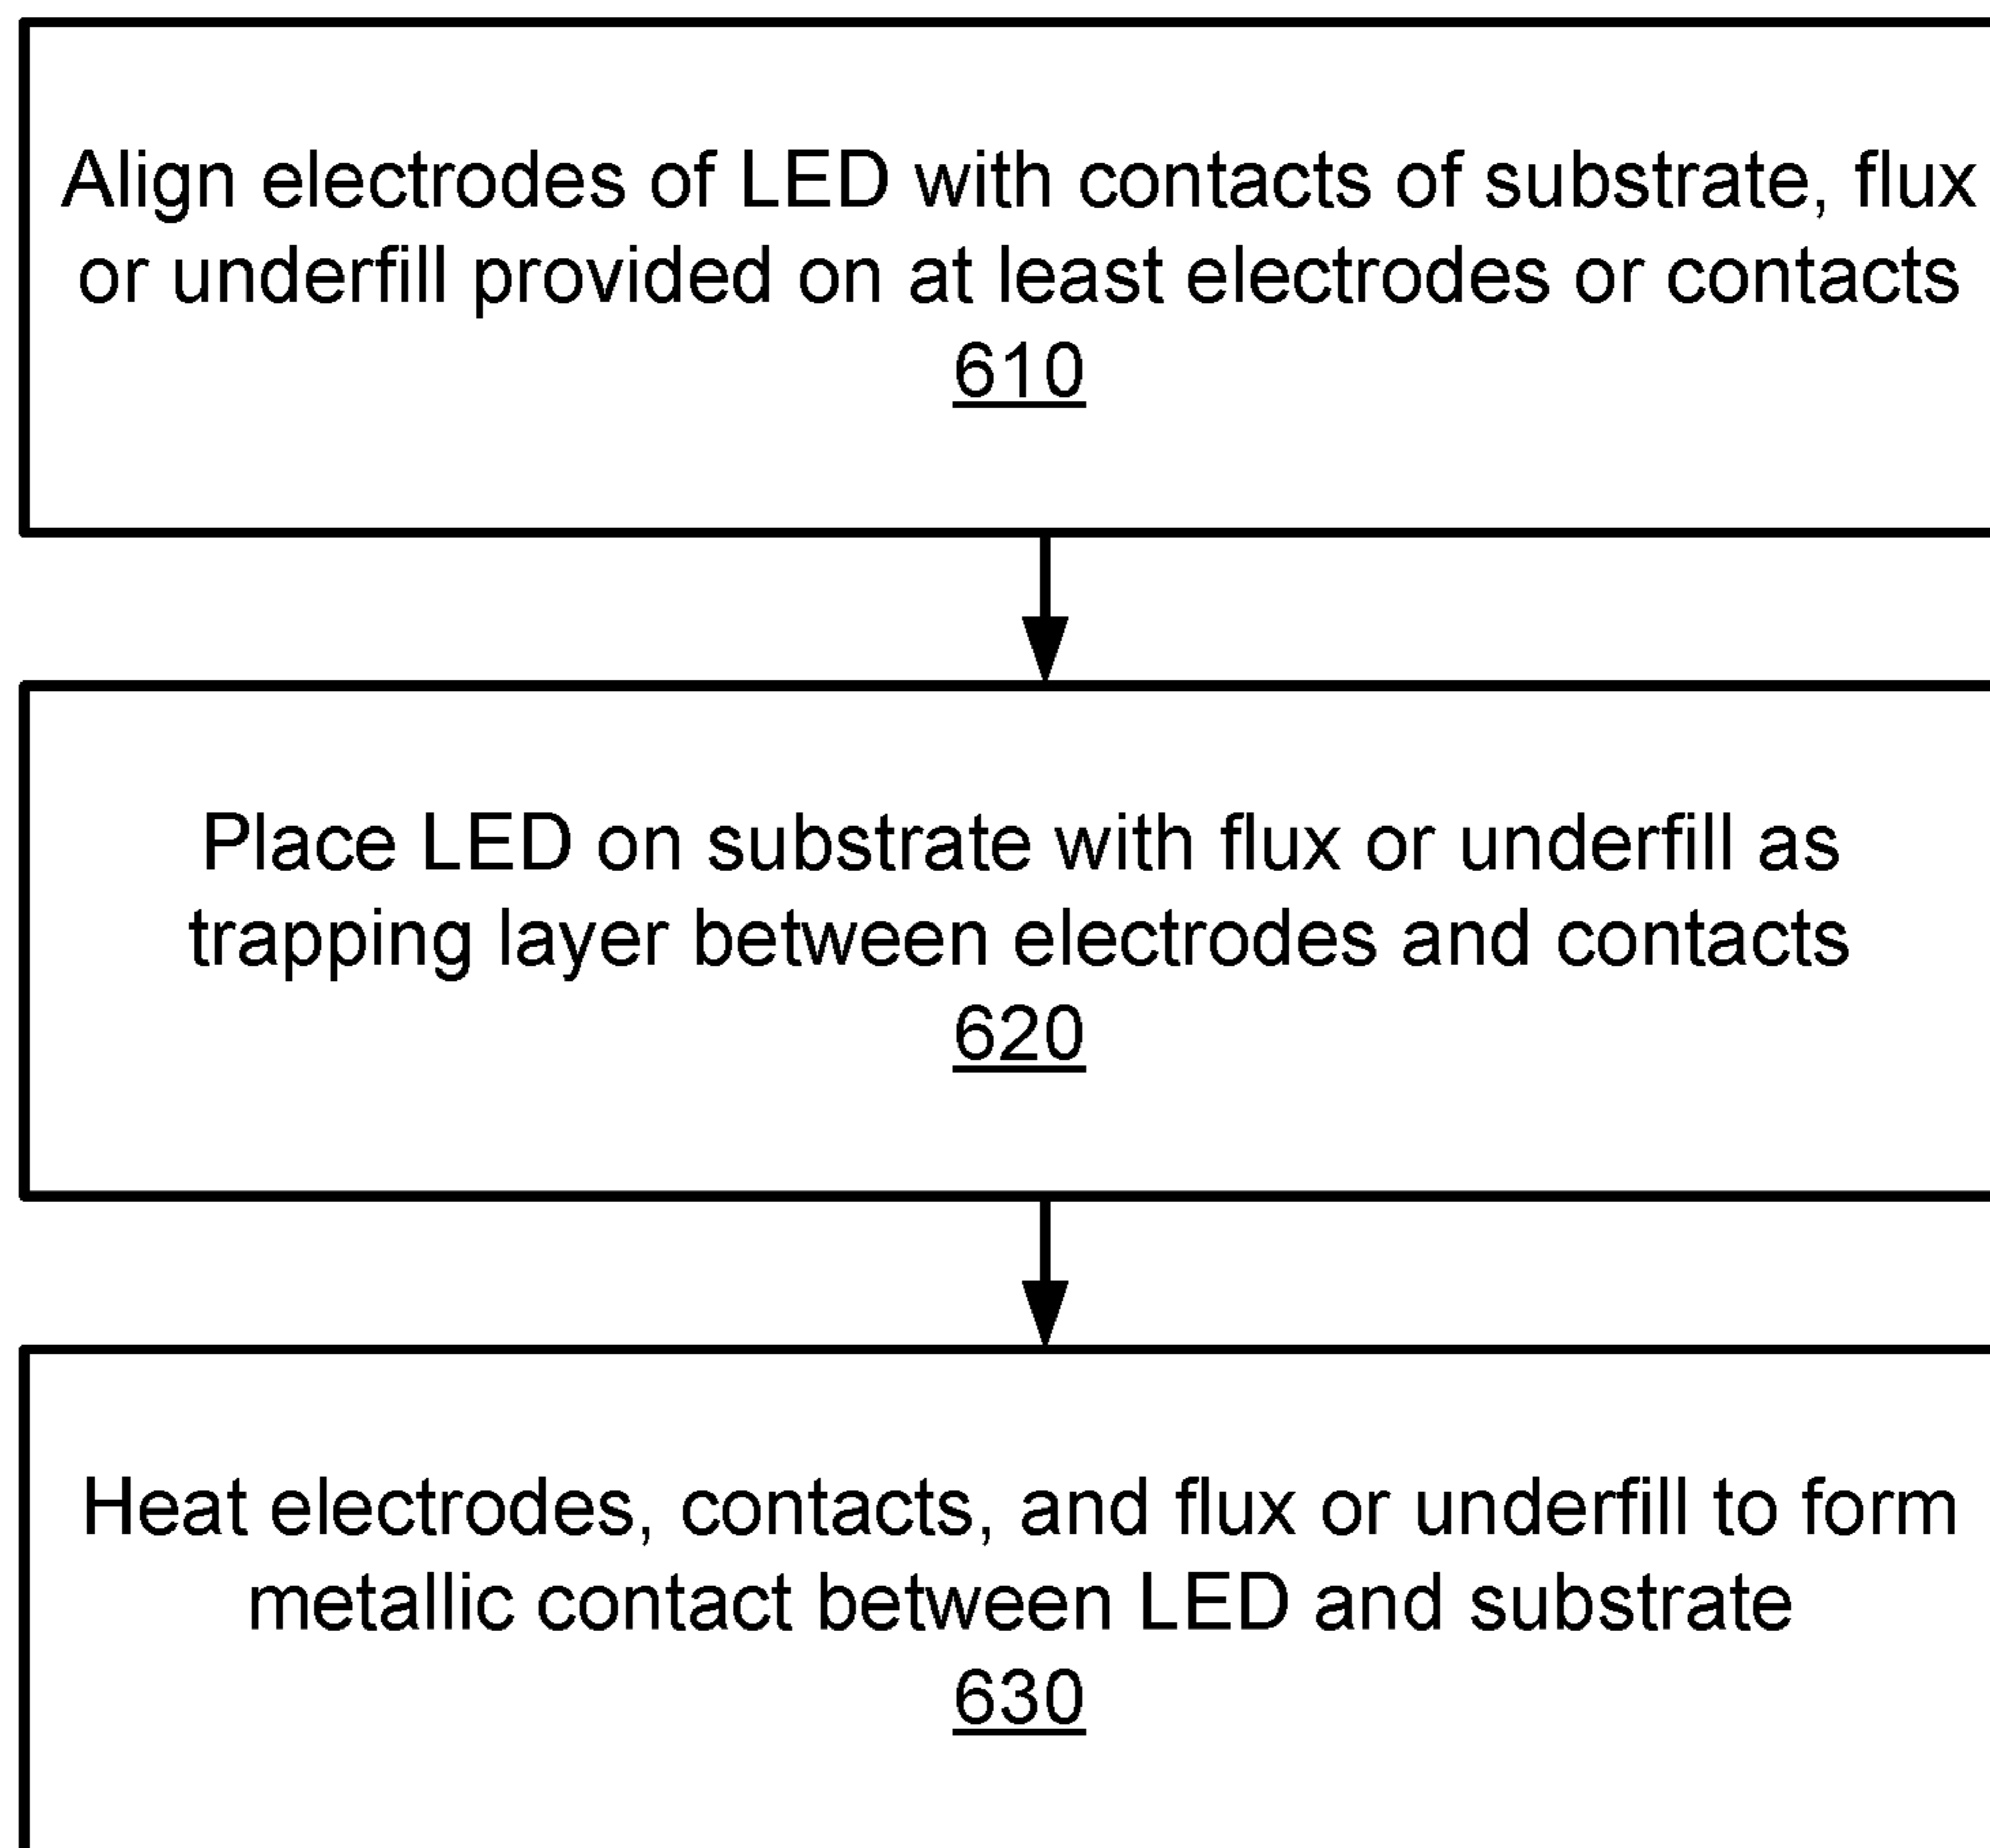 Align electrodes of LED with contacts of substrate, flux
or underfill provided on at least electrodes or contacts
610
Place LED on substrate with flux or underfill as
trapping layer between electrodes and contacts
620
Heat electrodes, contacts, and flux or underfill to form
metallic contact between LED and substrate
630